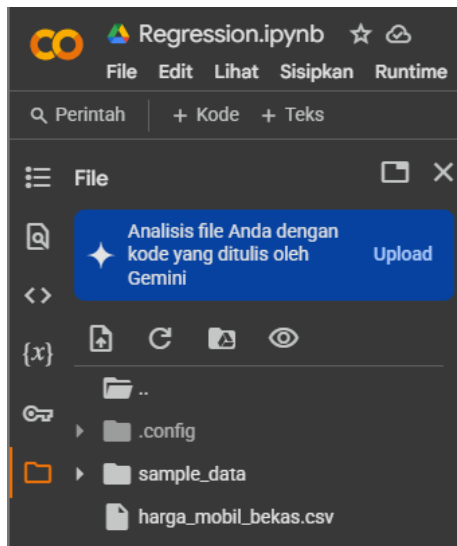 Regression.ipynb
File Edit Lihat Sisipkan Runtime
Perintah + Kode + Teks
File
Analisis file Anda dengan
kode yang ditulis oleh
Gemini
Upload
{x}
..
.config
sample_data
harga_mobil_bekas.csv